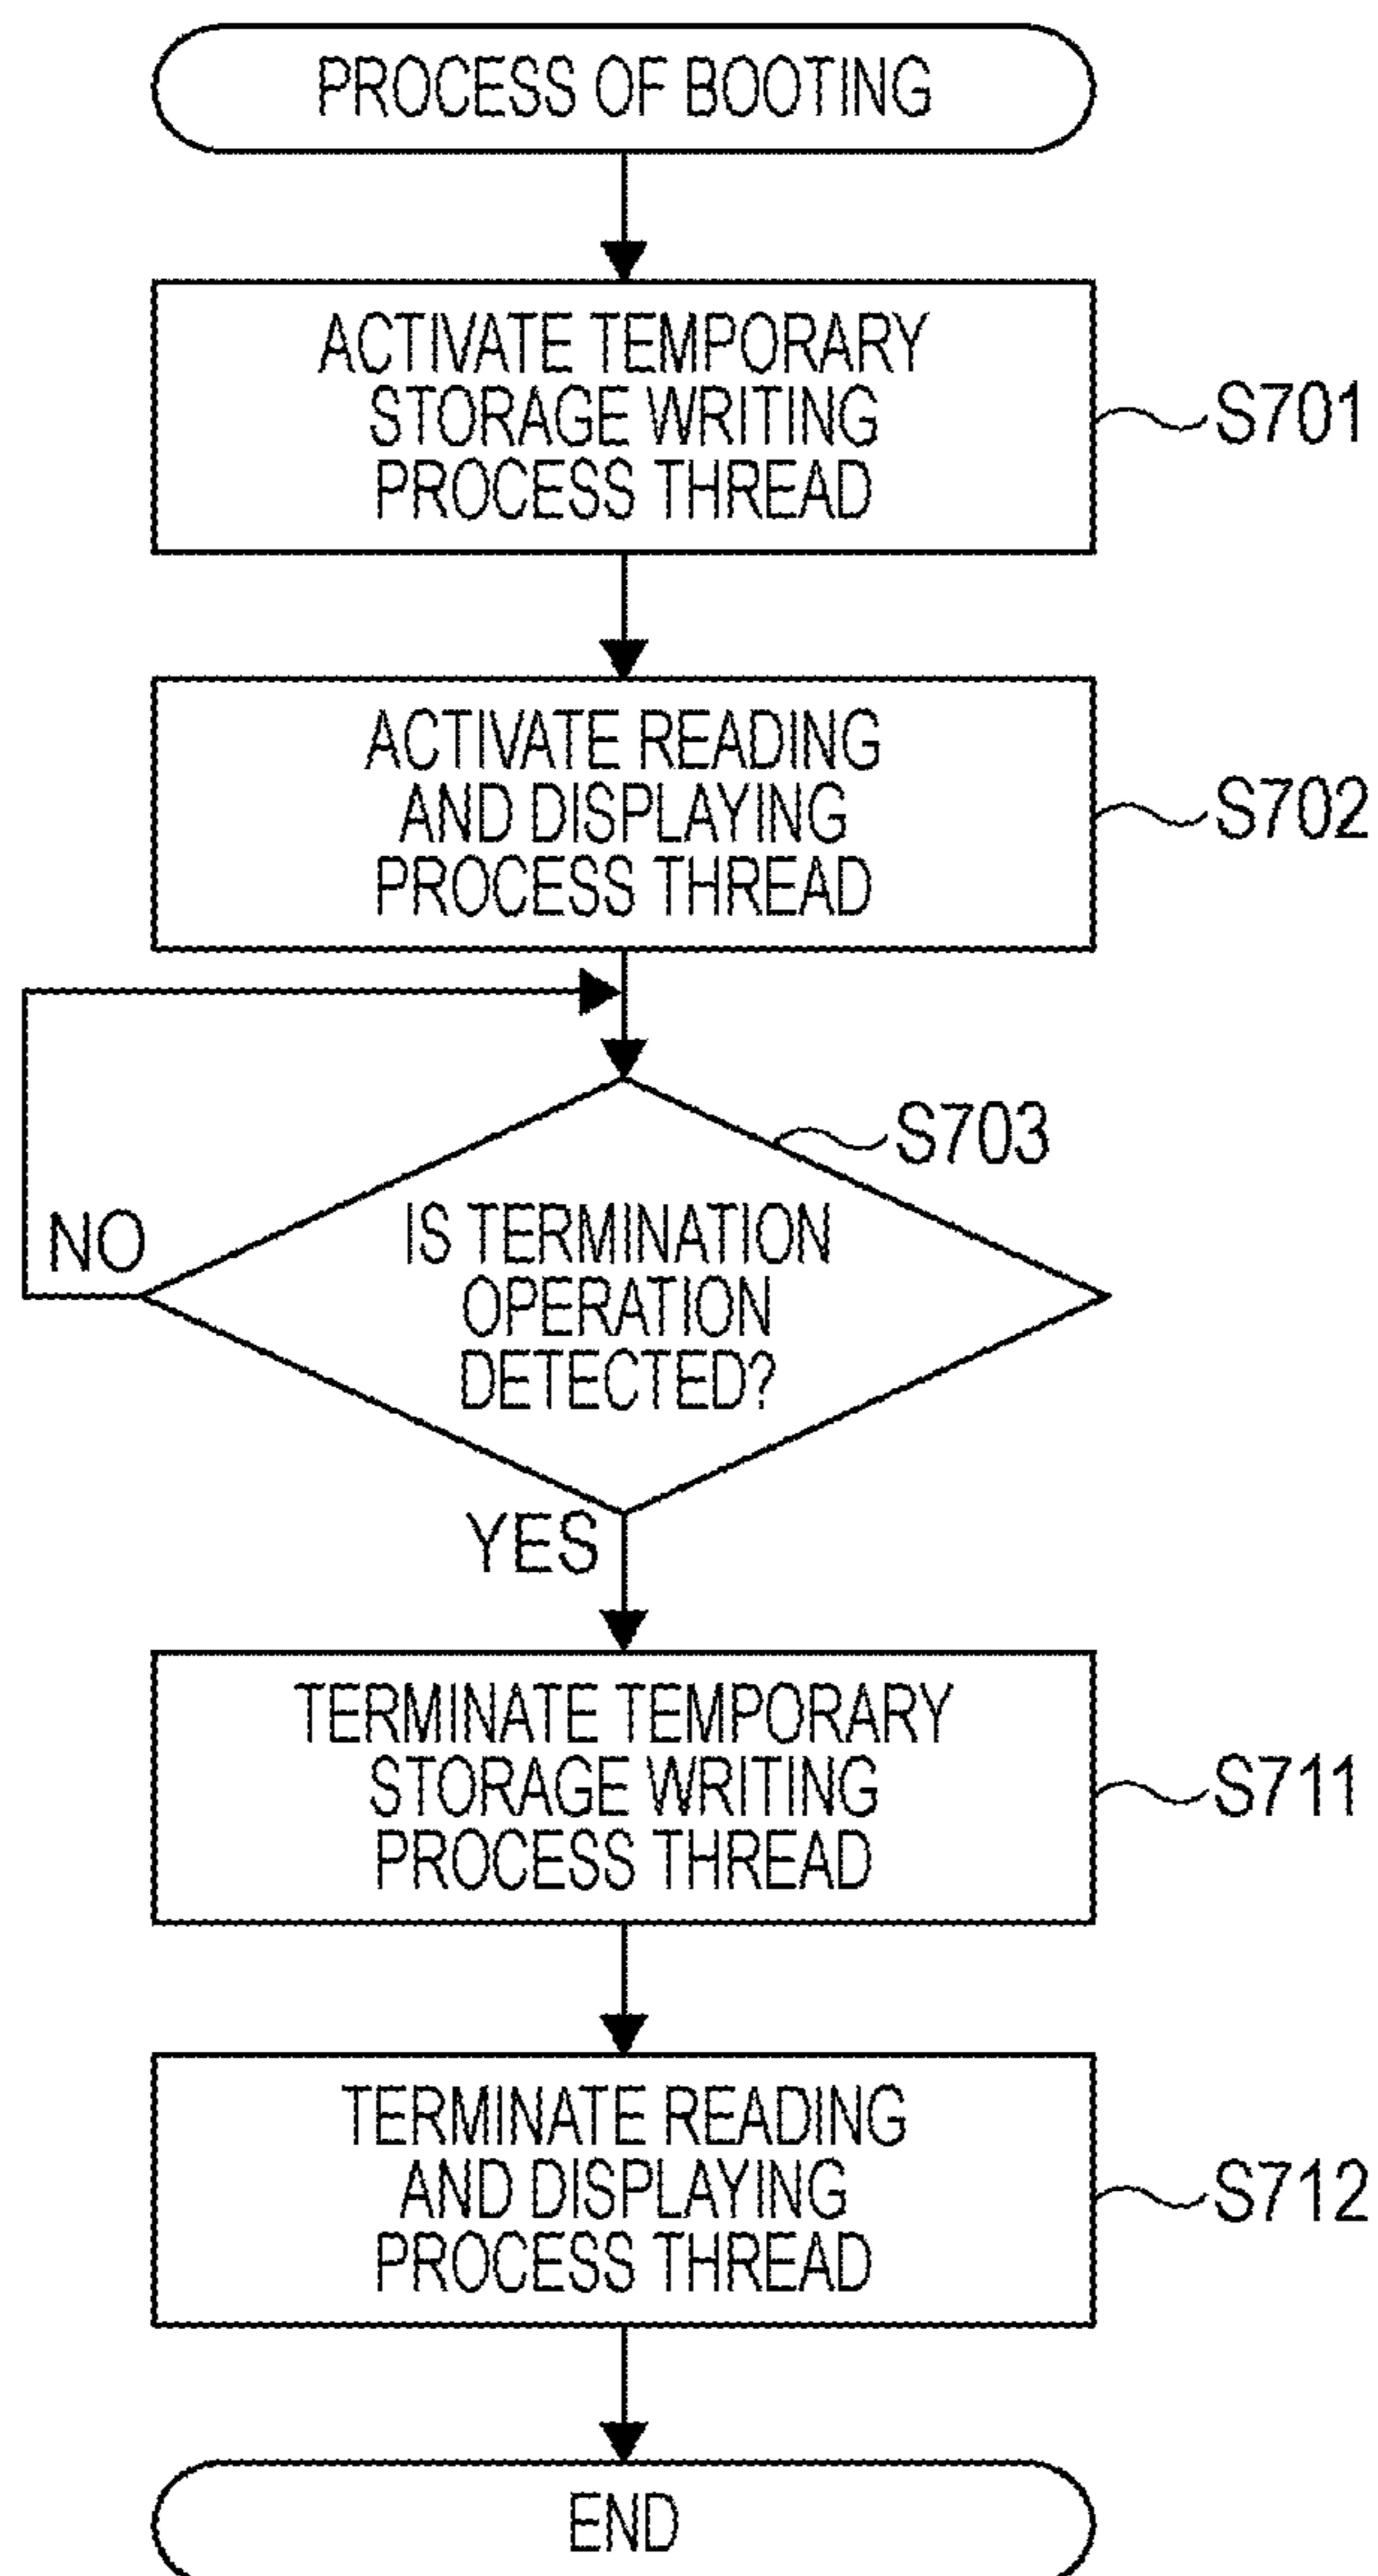 PROCESS OF BOOTING
ACTIVATE TEMPORARY
STORAGE WRITING
PROCESS THREAD
S701
ACTIVATE READING
AND DISPLAYING
PROCESS THREAD
S702
S703
NO
IS TERMINATION
OPERATION
DETECTED?
YES
TERMINATE TEMPORARY
STORAGE WRITING
PROCESS THREAD
S711
TERMINATE READING
AND DISPLAYING
PROCESS THREAD
S712
END